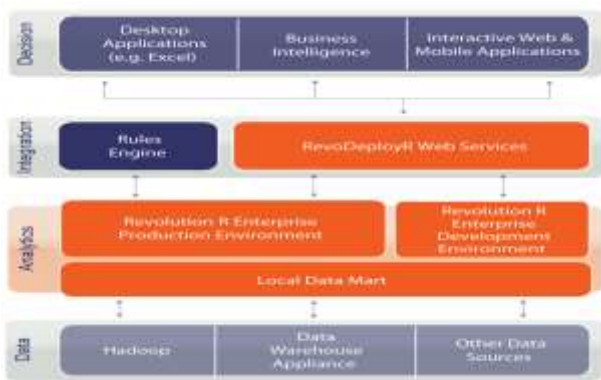 Decision
Desktop
Applications
(e.g. Excel)
Business
Intelligence
Interactive Web &
Mobile Applications
Integration
Rules
Engine
RevoDeployR Web Services
Analytics
Revolution R Enterprise
Production Environment
Revolution R
Enterprise
Development
Environment
Local Data Mart
Data
Hadoop
Data
Warehouse
Appliance
Other Data
Sources